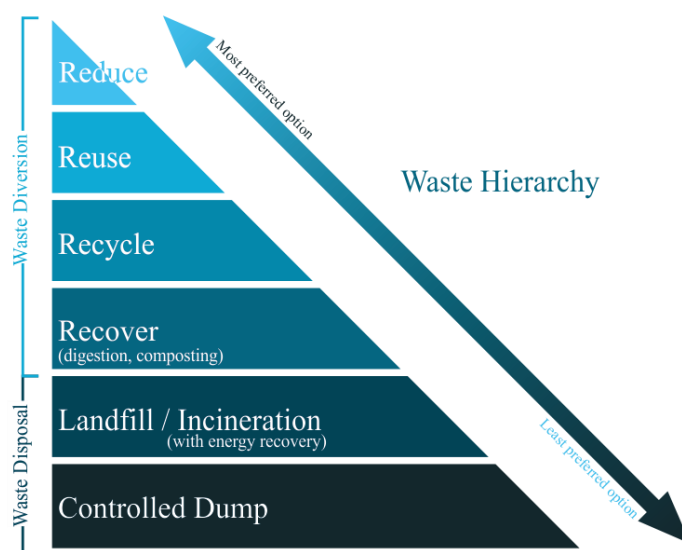 Reduce
Reuse
Recycle
Recover
(digestion, composting)
Landfill / Incineration
(with energy recovery)
Controlled Dump
Waste Diversion
Waste Disposal
Most preferred option
Waste Hierarchy
Least preferred option